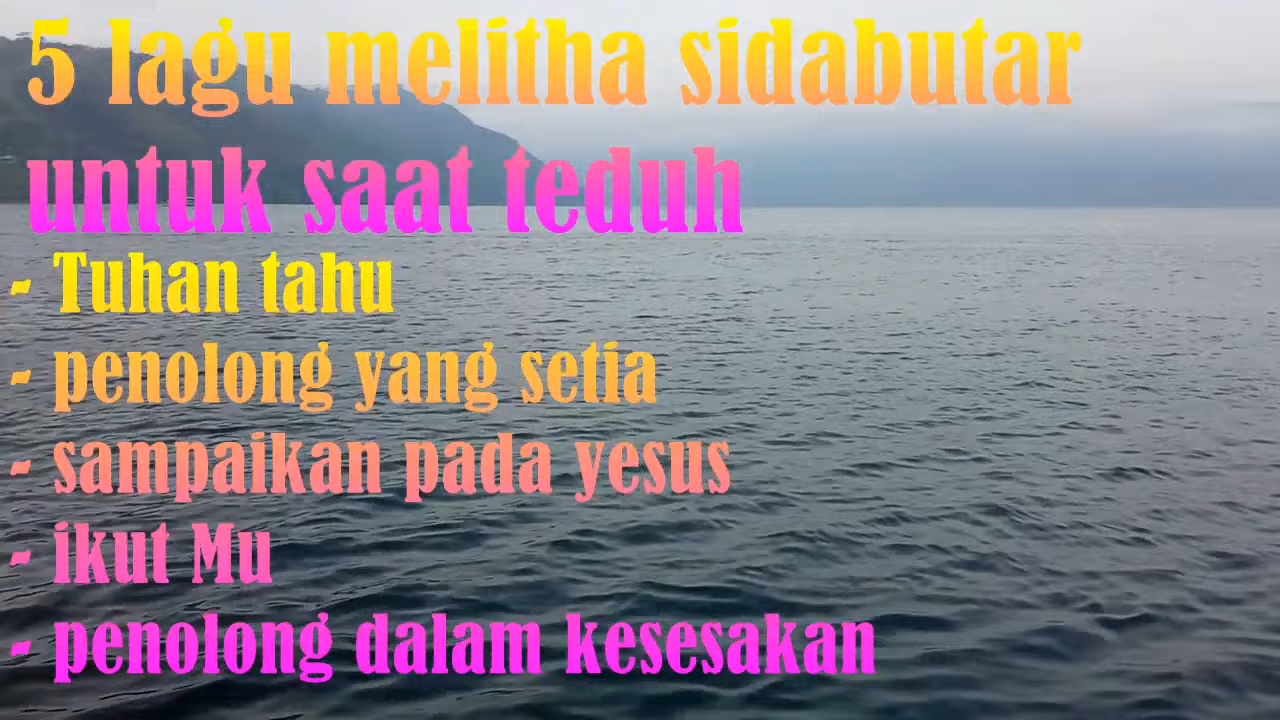 5 lagu melitha sidabutar
untuk saat teduh
- Tuhan tahu
- penolong yang setia
- sampaikan pada yesus
- ikut Mu
- penolong dalam kesesakan